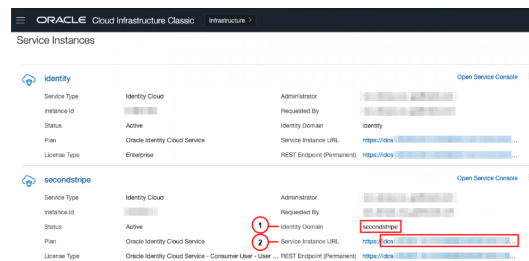 ORACLE Cloud Infrastructure Classic Infrastructure >
Service Instances
identity Open Service Console
Service Type Identity Cloud Administrator
Instance Id Requested By
Status Active Identity Domain identity
Plan Oracle Identity Cloud Service Service Instance URL https://idcs ...
License Type Enterprise REST Endpoint (Permanent) https://idcs ...
secondstripe Open Service Console
Service Type Identity Cloud Administrator
Instance Id Requested By
Status Active 1 Identity Domain secondstripe
Plan Oracle Identity Cloud Service 2 Service Instance URL https://idcs ...
License Type Oracle Identity Cloud Service - Consumer User - User ... REST Endpoint (Permanent) https://idcs ...